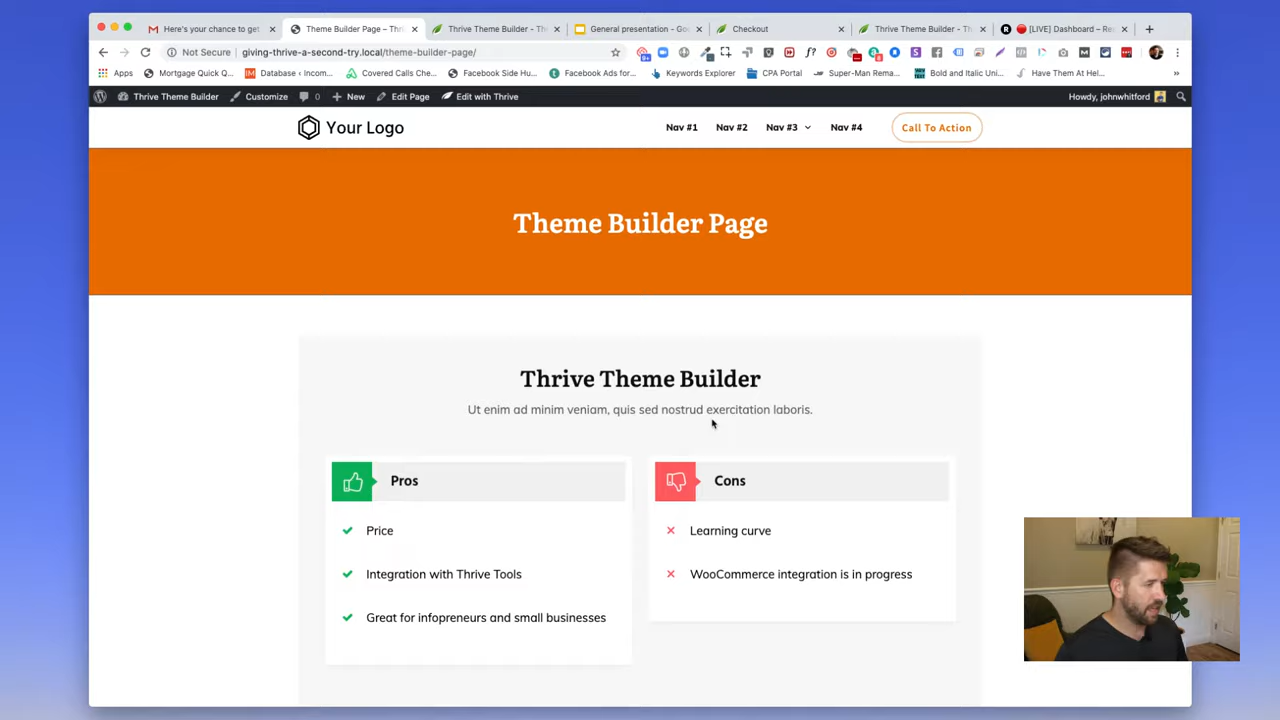 Here's your chance to get
Theme Builder Page – Thri
Thrive Theme Builder – The
General presentation - Goo
Checkout
Thrive Theme Builder – The
[LIVE] Dashboard – Res
Not Secure
giving-thrive-a-second-try.local/theme-builder-page/
Apps
Mortgage Quick Q...
Database ‹ Incom...
Covered Calls Che...
Facebook Side Hu...
Facebook Ads for...
Keywords Explorer
CPA Portal
Super-Man Rema...
Bold and Italic Uni...
Have Them At Hel...
Thrive Theme Builder
Customize
0
New
Edit Page
Edit with Thrive
Howdy, johnwhitford
Your Logo
Nav #1
Nav #2
Nav #3
Nav #4
Call To Action
Theme Builder Page
Thrive Theme Builder
Ut enim ad minim veniam, quis sed nostrud exercitation laboris.
Pros
Price
Integration with Thrive Tools
Great for infopreneurs and small businesses
Cons
Learning curve
WooCommerce integration is in progress